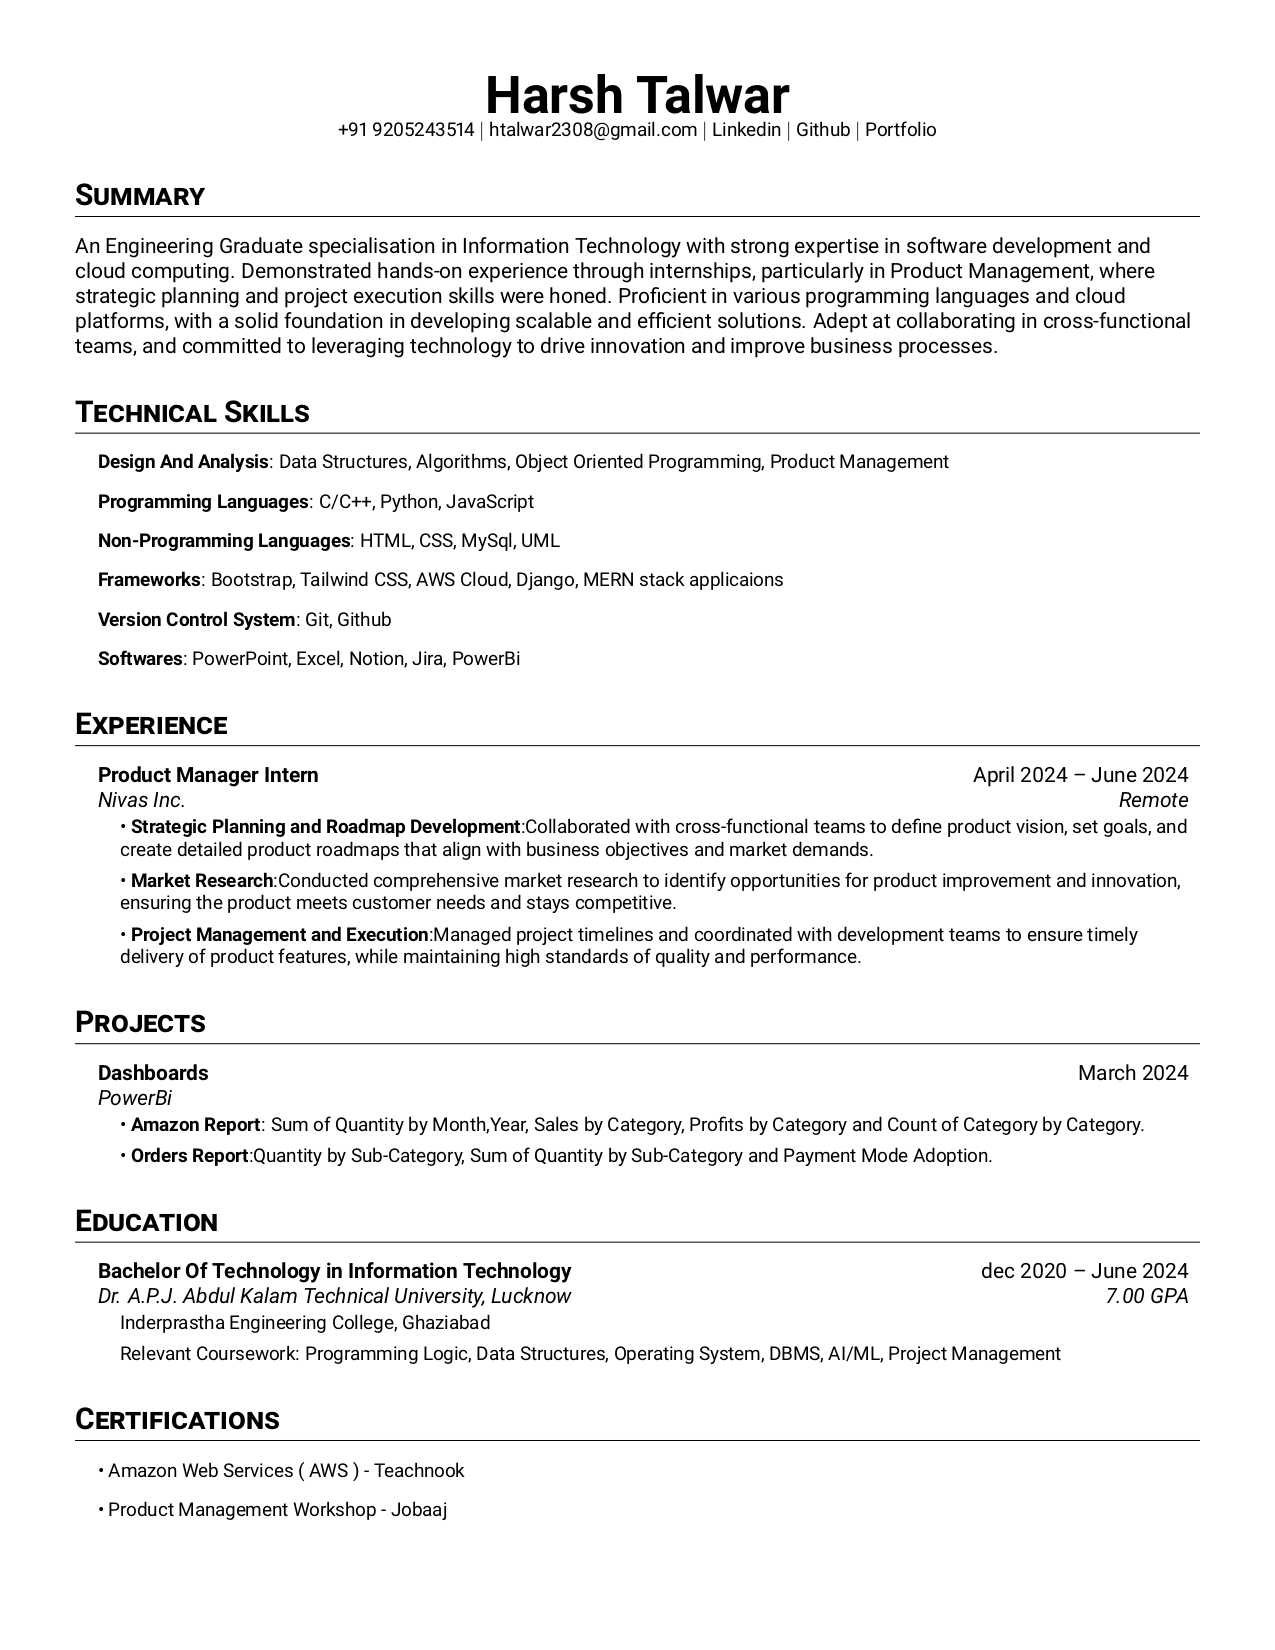 Harsh Talwar
+91 9205243514 | htalwar2308@gmail.com | Linkedin | Github | Portfolio
Summary
An Engineering Graduate specialisation in Information Technology with strong expertise in software development and
cloud computing. Demonstrated hands-on experience through internships, particularly in Product Management, where
strategic planning and project execution skills were honed. Proficient in various programming languages and cloud
platforms, with a solid foundation in developing scalable and efficient solutions. Adept at collaborating in cross-functional
teams, and committed to leveraging technology to drive innovation and improve business processes.
Technical Skills
Design And Analysis: Data Structures, Algorithms, Object Oriented Programming, Product Management
Programming Languages: C/C++, Python, JavaScript
Non-Programming Languages: HTML, CSS, MySql, UML
Frameworks: Bootstrap, Tailwind CSS, AWS Cloud, Django, MERN stack applicaions
Version Control System: Git, Github
Softwares: PowerPoint, Excel, Notion, Jira, PowerBi
Experience
Product Manager Intern April 2024 – June 2024
Nivas Inc. Remote
• Strategic Planning and Roadmap Development:Collaborated with cross-functional teams to define product vision, set goals, and
create detailed product roadmaps that align with business objectives and market demands.
• Market Research:Conducted comprehensive market research to identify opportunities for product improvement and innovation,
ensuring the product meets customer needs and stays competitive.
• Project Management and Execution:Managed project timelines and coordinated with development teams to ensure timely
delivery of product features, while maintaining high standards of quality and performance.
Projects
Dashboards March 2024
PowerBi
• Amazon Report: Sum of Quantity by Month,Year, Sales by Category, Profits by Category and Count of Category by Category.
• Orders Report:Quantity by Sub-Category, Sum of Quantity by Sub-Category and Payment Mode Adoption.
Education
Bachelor Of Technology in Information Technology dec 2020 – June 2024
Dr. A.P.J. Abdul Kalam Technical University, Lucknow 7.00 GPA
Inderprastha Engineering College, Ghaziabad
Relevant Coursework: Programming Logic, Data Structures, Operating System, DBMS, AI/ML, Project Management
Certifications
• Amazon Web Services ( AWS ) - Teachnook
• Product Management Workshop - Jobaaj